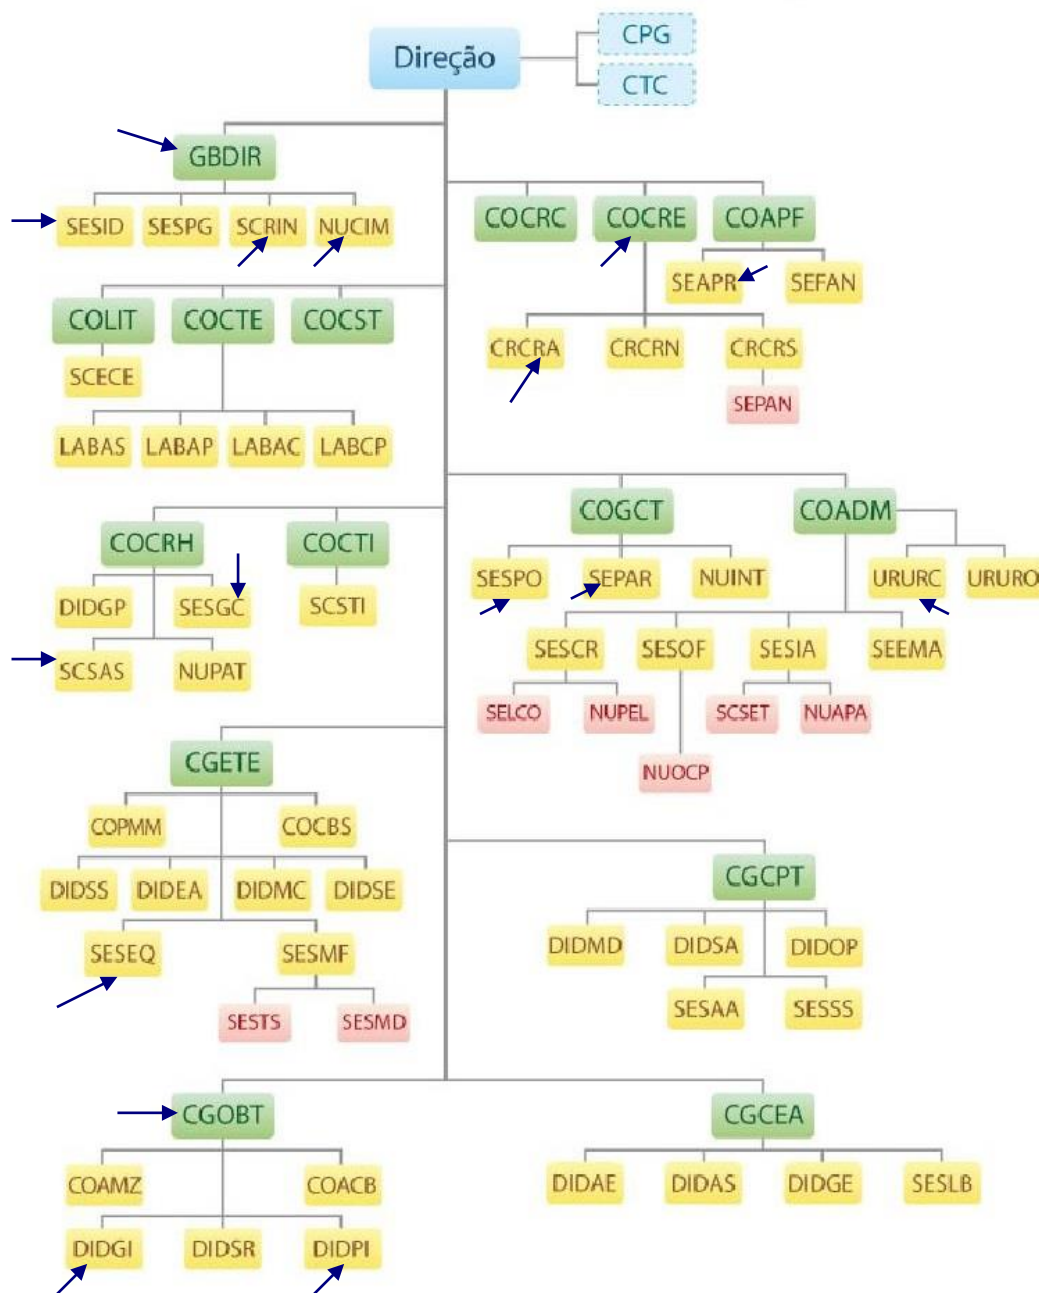 Direção
CPG
CTC
GBDIR
SESID SESPG SCRIN NUCIM
COCRC COCRE COAPF
SEAPR SEFAN
CRCRA CRCRN CRCRS
SEPAN
COLIT COCTE COCST
SCECE
LABAS LABAP LABAC LABCP
COGCT COADM
SESPO SEPAR NUINT URURC URURO
SESCR SESOF SESIA SEEMA
SELCO NUPEL SCSET NUAPA
NUOCP
COCRH COCTI
DIDGP SESGC SCSTI
SCSAS NUPAT
CGETE
COPMM COCBS
DIDSS DIDEA DIDMC DIDSE
SESEQ SESMF
SESTS SESMD
CGCPT
DIDMD DIDSA DIDOP
SESAA SESSS
CGOBT
COAMZ COACB
DIDGI DIDSR DIDPI
CGCEA
DIDAE DIDAS DIDGE SESLB